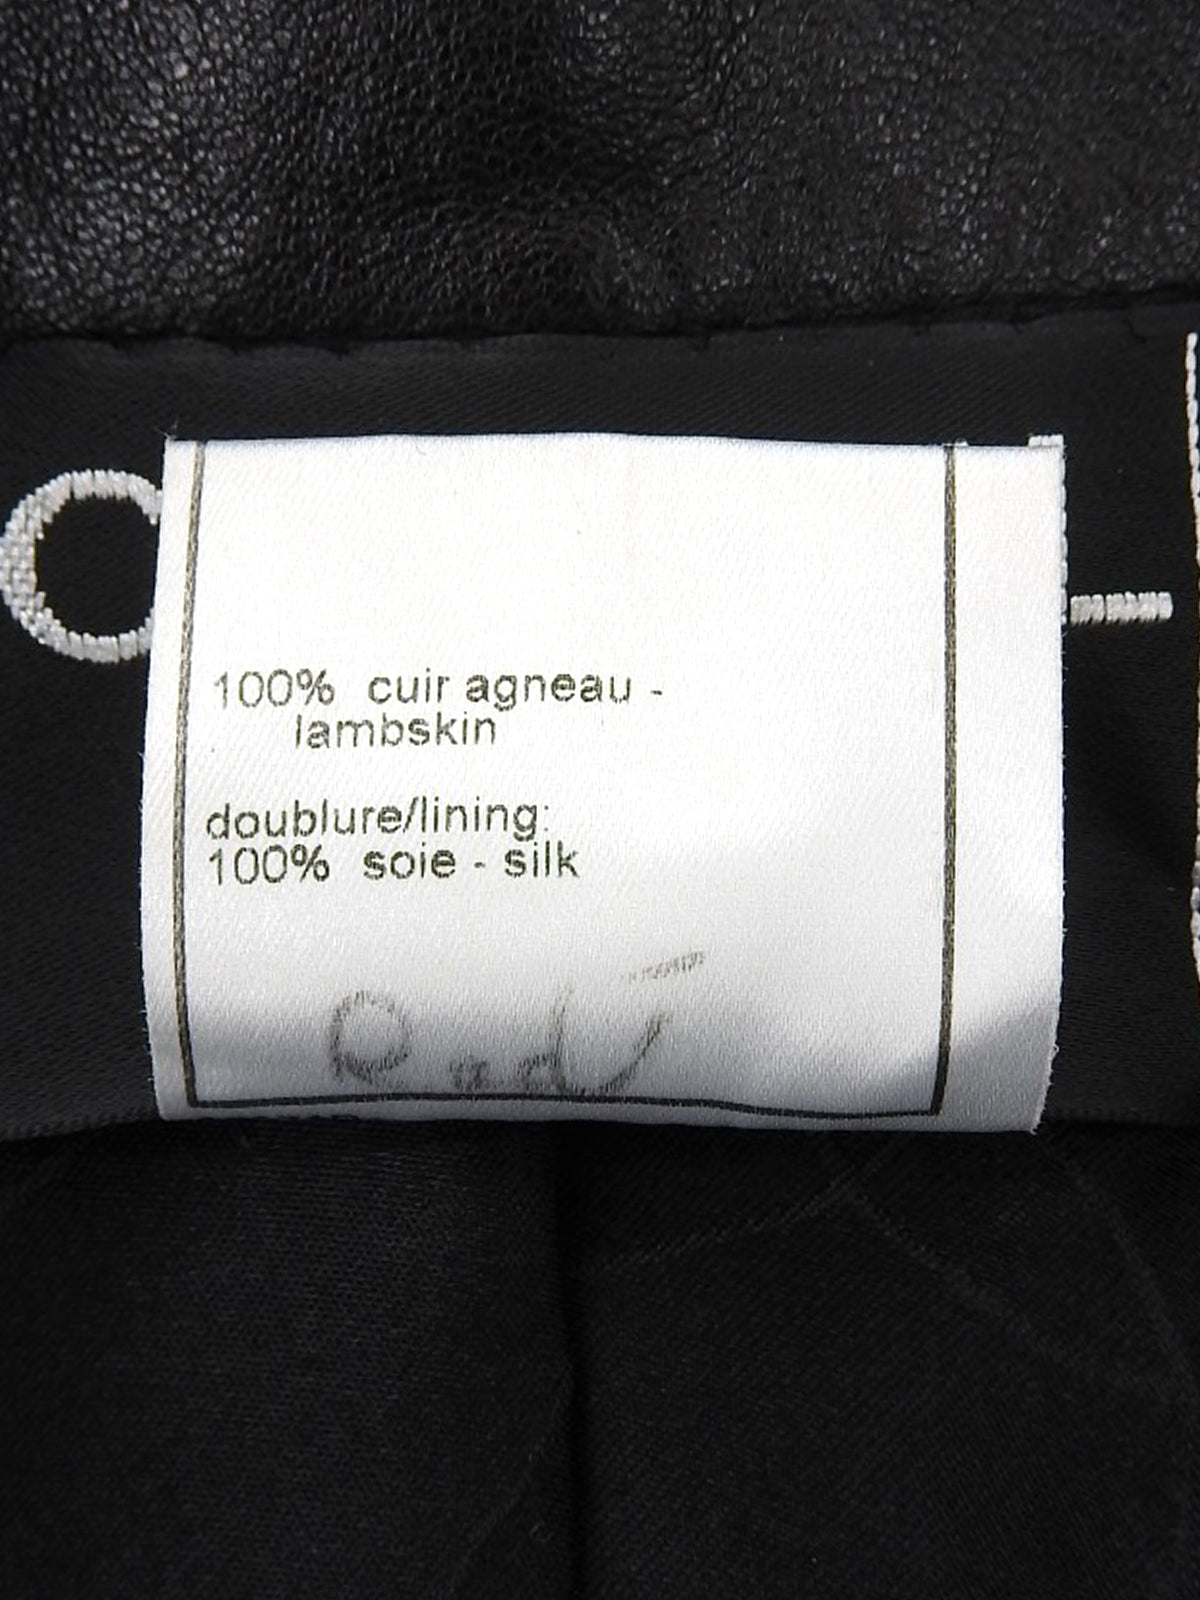 100% cuir agneau -
lambskin
doublure/lining:
100% soie - silk